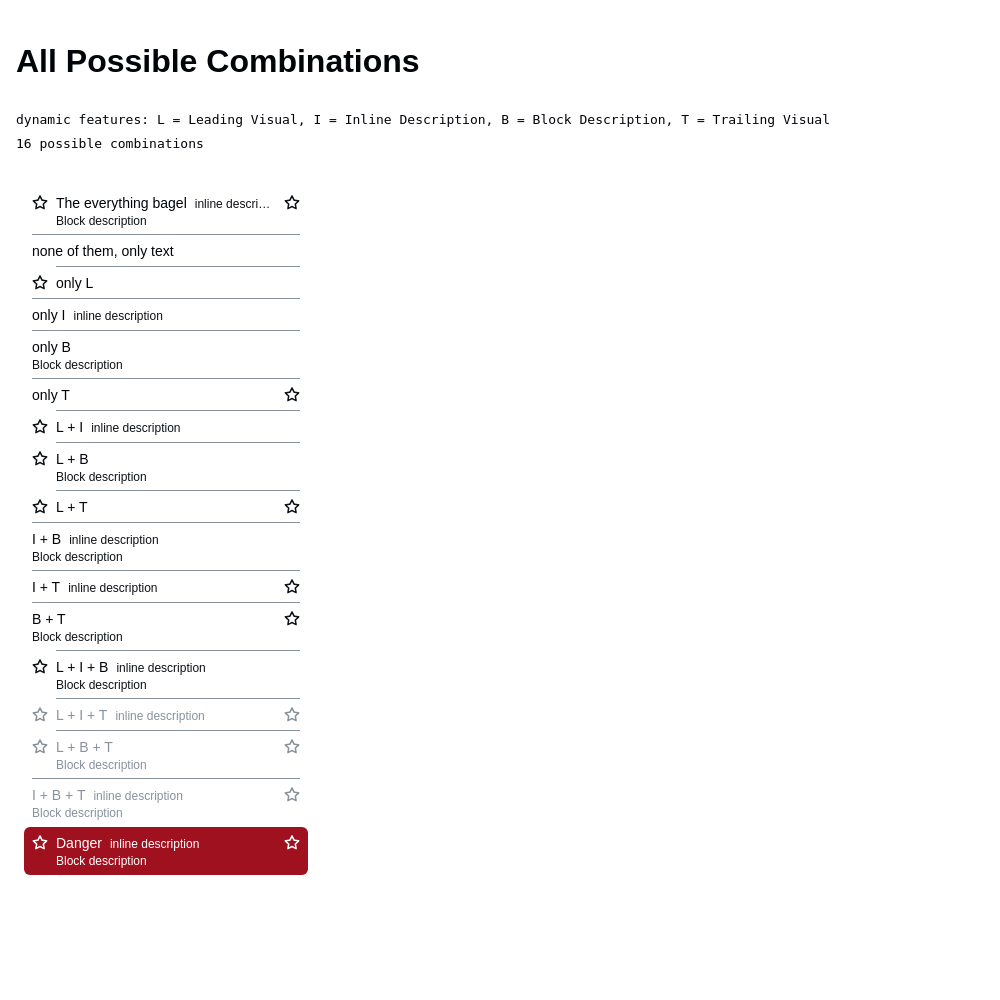 All Possible Combinations
dynamic features: L = Leading Visual, I = Inline Description, B = Block Description, T = Trailing Visual
16 possible combinations
The everything bagel inline descri…
Block description
none of them, only text
only L
only I inline description
only B
Block description
only T
L + I inline description
L + B
Block description
L + T
I + B inline description
Block description
I + T inline description
B + T
Block description
L + I + B inline description
Block description
L + I + T inline description
L + B + T
Block description
I + B + T inline description
Block description
Danger inline description
Block description